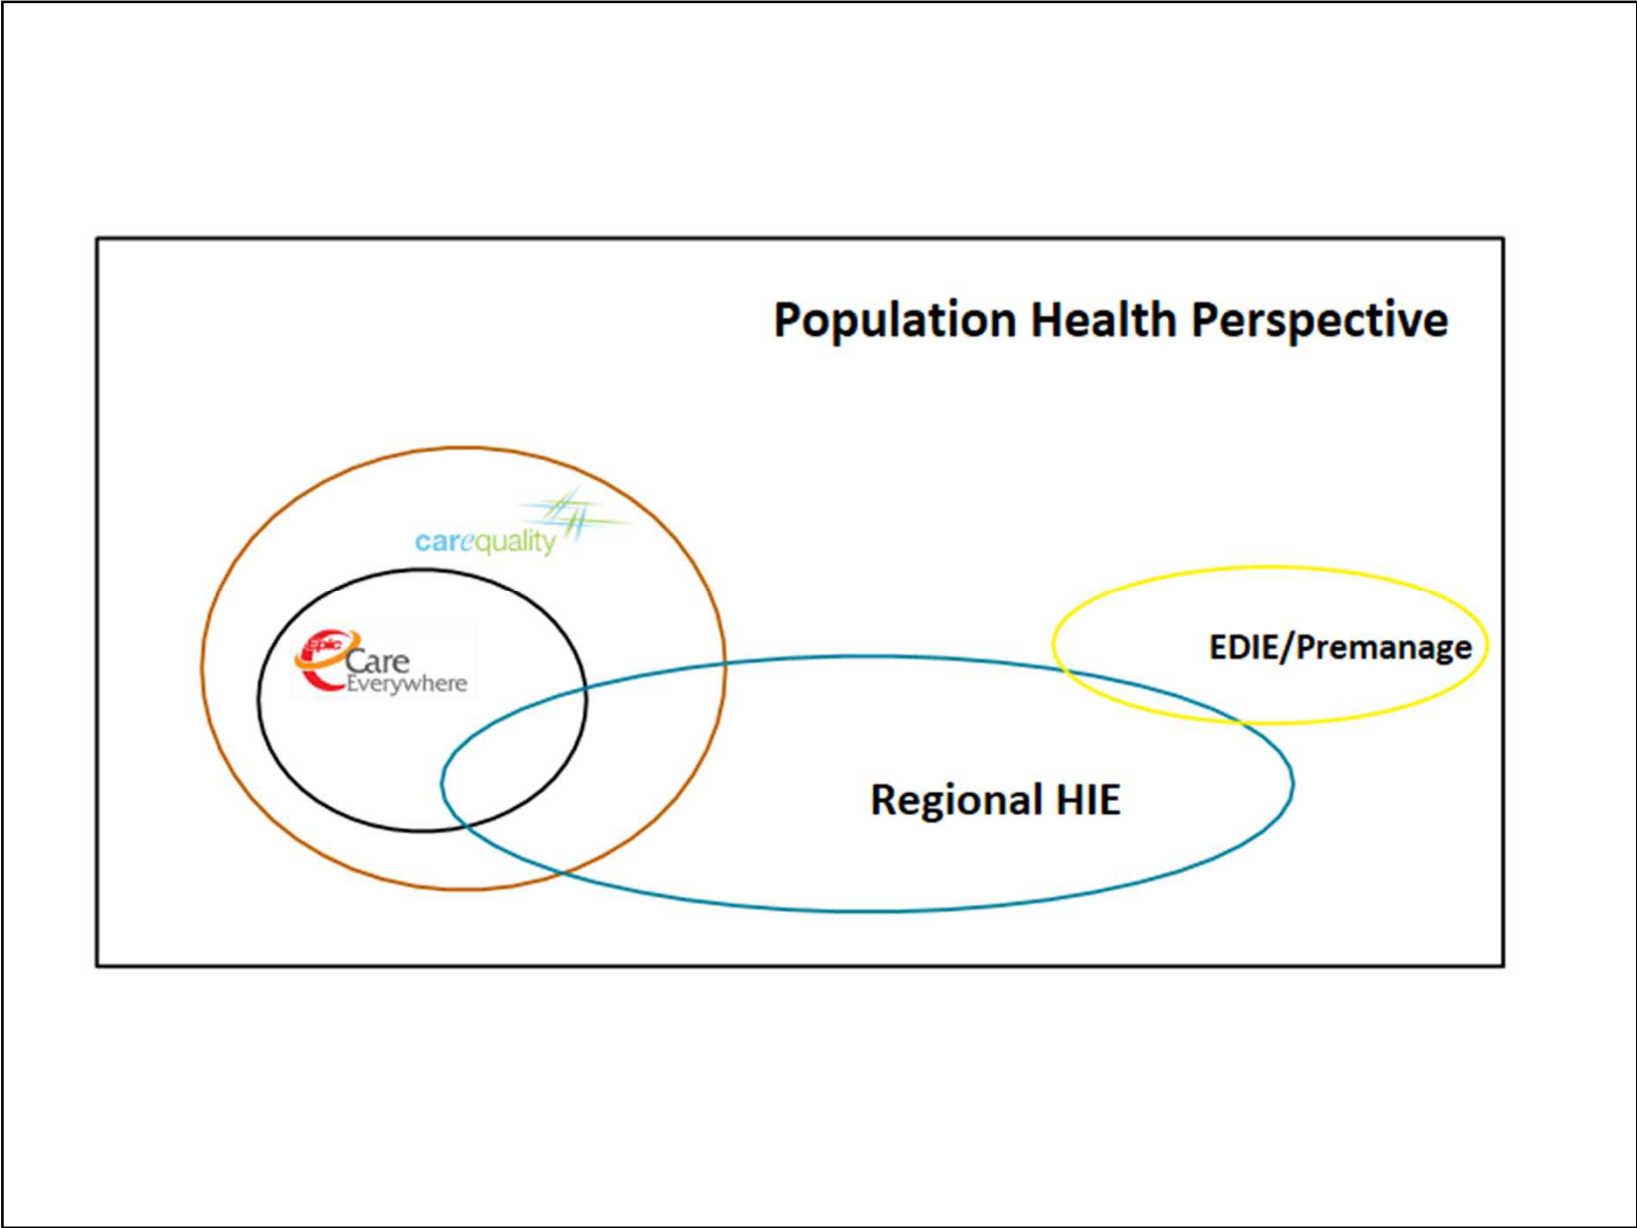 Population Health Perspective
carequality
Epic
Care
Everywhere
EDIE/Premanage
Regional HIE